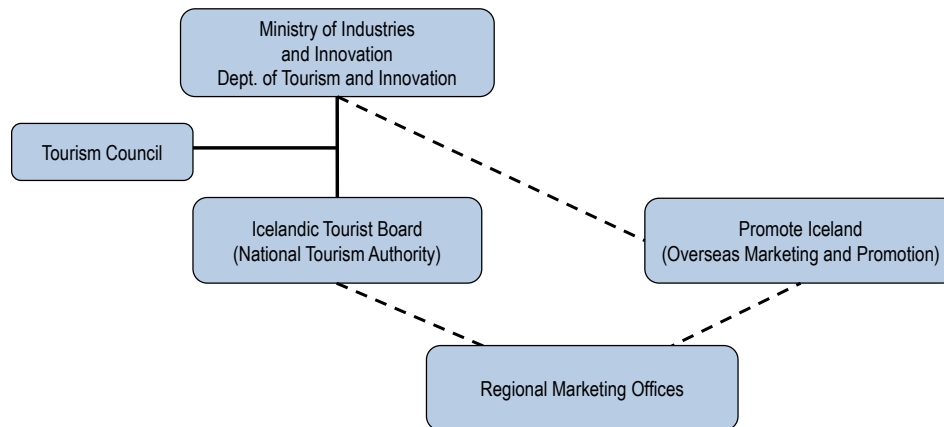 Ministry of Industries
and Innovation
Dept. of Tourism and Innovation
Tourism Council
Icelandic Tourist Board
(National Tourism Authority)
Promote Iceland
(Overseas Marketing and Promotion)
Regional Marketing Offices